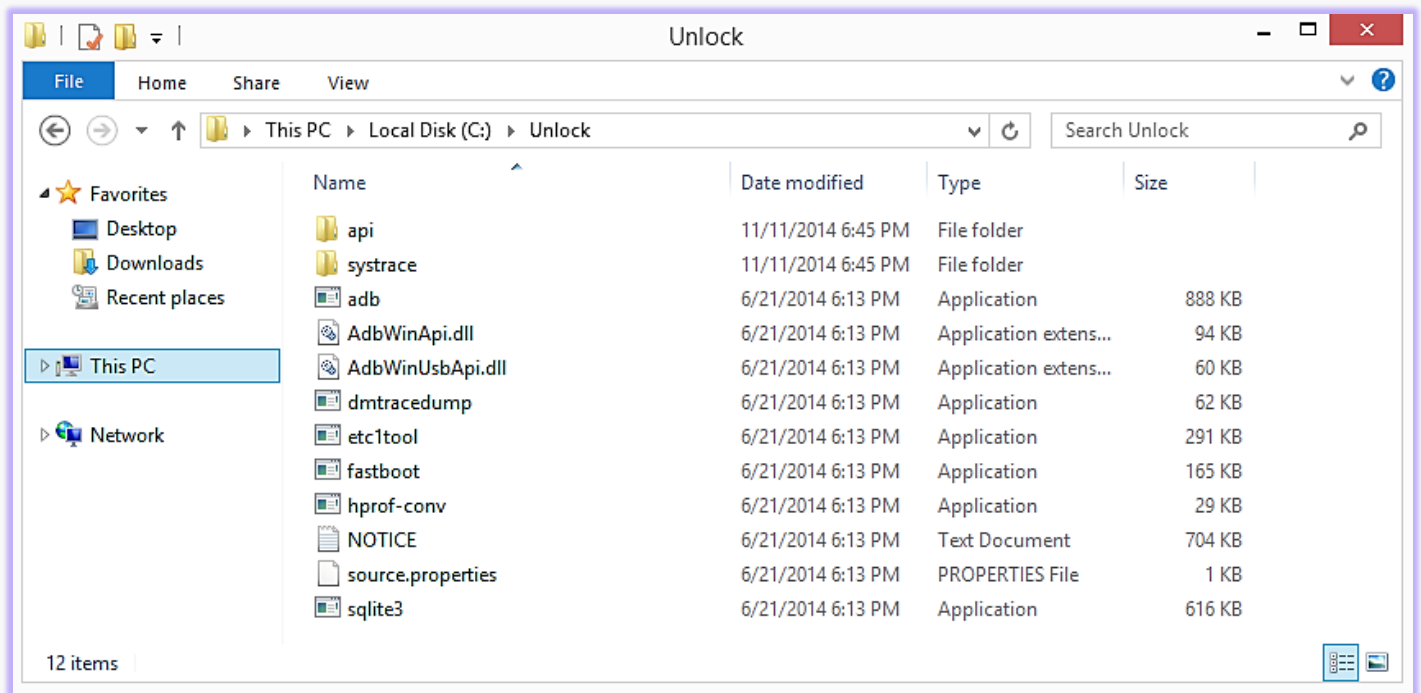 Unlock
File Home Share View
This PC Local Disk (C:) Unlock Search Unlock
Name Date modified Type Size
Favorites
Desktop
Downloads
Recent places
This PC
Network
api 11/11/2014 6:45 PM File folder
systrace 11/11/2014 6:45 PM File folder
adb 6/21/2014 6:13 PM Application 888 KB
AdbWinApi.dll 6/21/2014 6:13 PM Application extens... 94 KB
AdbWinUsbApi.dll 6/21/2014 6:13 PM Application extens... 60 KB
dmtracedump 6/21/2014 6:13 PM Application 62 KB
etc1tool 6/21/2014 6:13 PM Application 291 KB
fastboot 6/21/2014 6:13 PM Application 165 KB
hprof-conv 6/21/2014 6:13 PM Application 29 KB
NOTICE 6/21/2014 6:13 PM Text Document 704 KB
source.properties 6/21/2014 6:13 PM PROPERTIES File 1 KB
sqlite3 6/21/2014 6:13 PM Application 616 KB
12 items